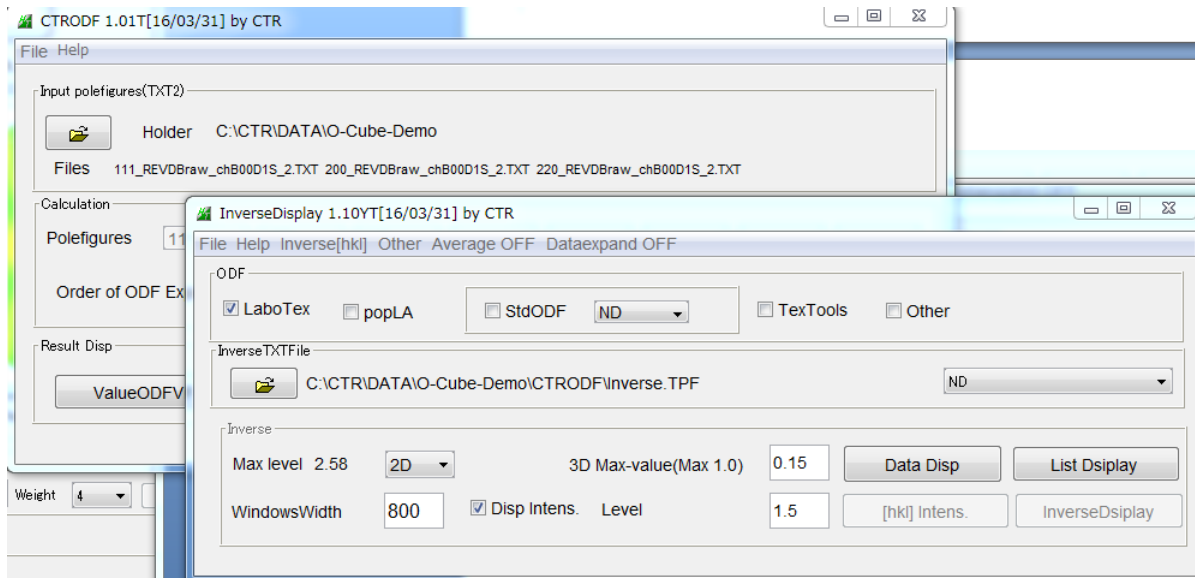 CTRODF 1.01T[16/03/31] by CTR
File Help
Input polefigures(TXT2)
Holder C:\CTR\DATA\O-Cube-Demo
Files 111_REVDBraw_chB00D1S_2.TXT 200_REVDBraw_chB00D1S_2.TXT 220_REVDBraw_chB00D1S_2.TXT
Calculation
Polefigures 11
Order of ODF Ex
Result Disp
ValueODFV
Weight 4
InverseDisplay 1.10YT[16/03/31] by CTR
File Help Inverse[hkl] Other Average OFF Dataexpand OFF
ODF
LaboTex popLA StdODF ND TexTools Other
InverseTXTFile
C:\CTR\DATA\O-Cube-Demo\CTRODF\Inverse.TPF ND
Inverse
Max level 2.58 2D 3D Max-value(Max 1.0) 0.15 Data Disp List Dsiplay
WindowsWidth 800 Disp Intens. Level 1.5 [hkl] Intens. InverseDsiplay